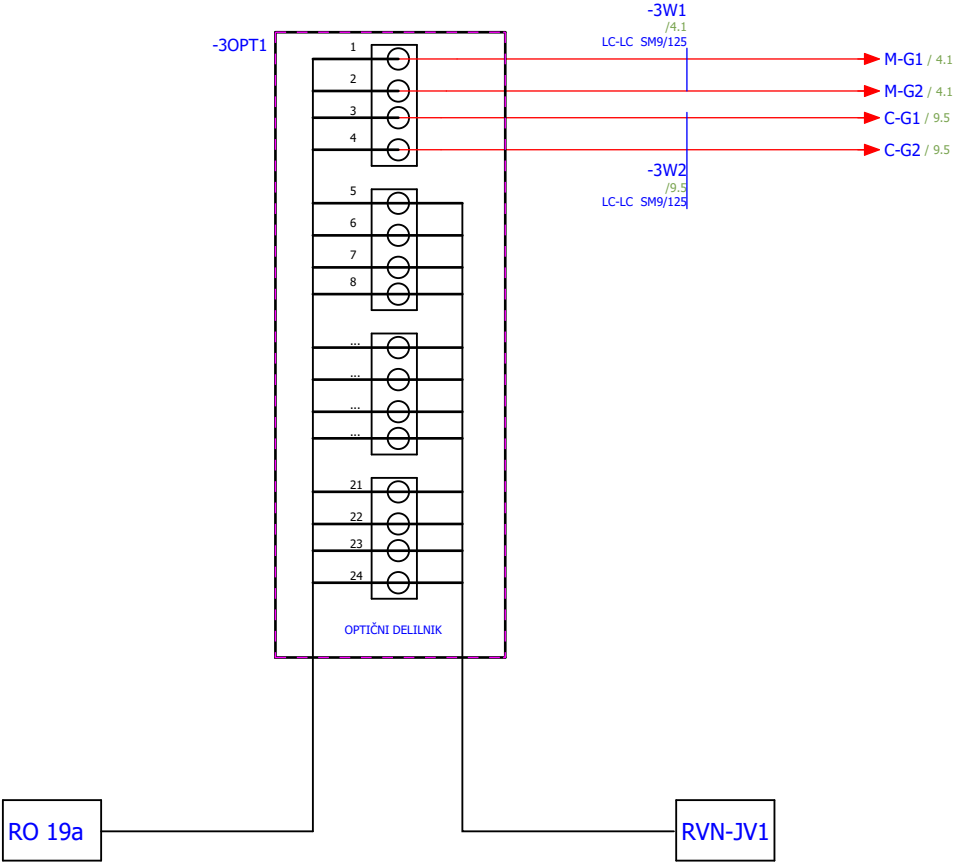 -3W1
/4.1
LC-LC SM9/125
-3OPT1
1
M-G1 / 4.1
2
M-G2 / 4.1
3
C-G1 / 9.5
4
C-G2 / 9.5
-3W2
/9.5
LC-LC SM9/125
5
6
7
8
...
...
...
...
21
22
23
24
OPTIČNI DELILNIK
RO 19a
RVN-JV1